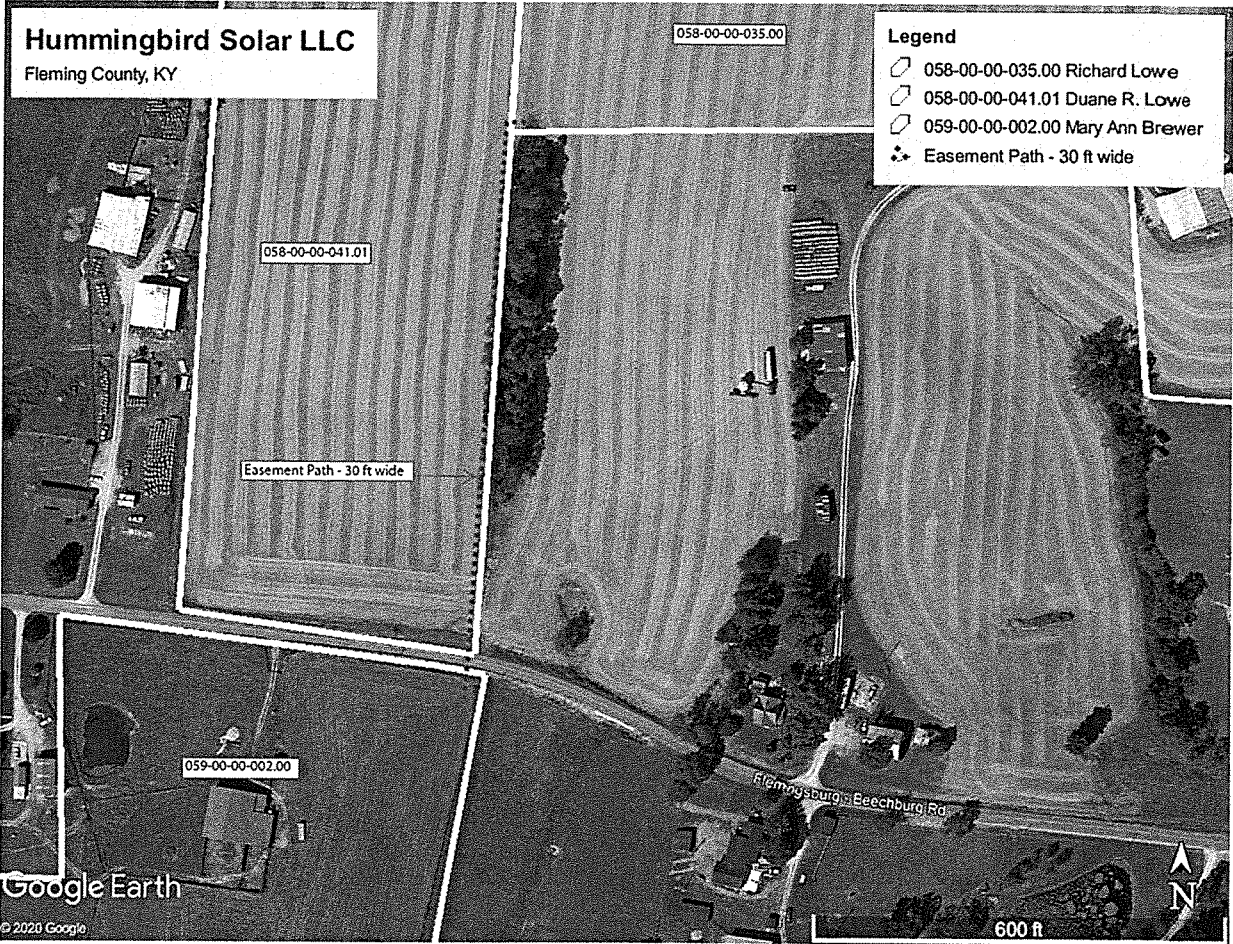 Hummingbird Solar LLC
Fleming County, KY
058-00-00-035.00
Legend
058-00-00-035.00 Richard Lowe
058-00-00-041.01 Duane R. Lowe
059-00-00-002.00 Mary Ann Brewer
Easement Path - 30 ft wide
058-00-00-041.01
Easement Path - 30 ft wide
059-00-00-002.00
Flemingsburg - Beechburg Rd
Google Earth
© 2020 Google
N
600 ft